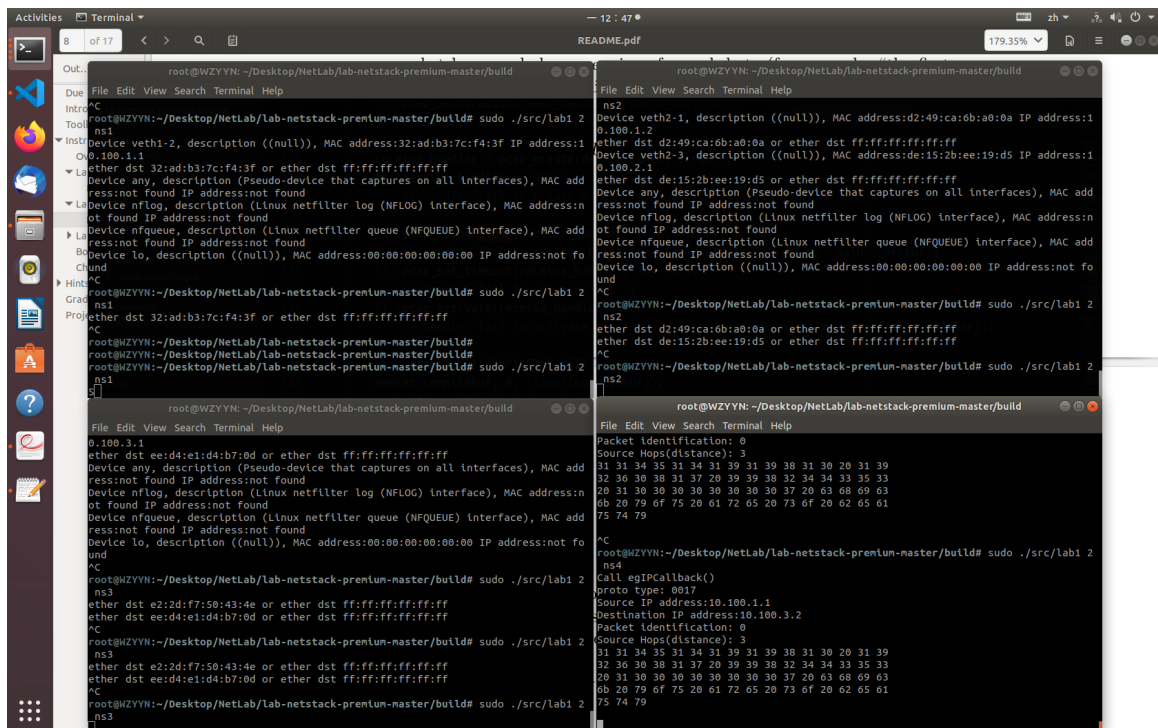 Activities Terminal 12:47 zh
8 of 17 README.pdf 179.35%
Out...
Due
Intro
Tool
Instr
Ov
La
La
La
Bo
Ch
Hints
Grad
Proj
root@WZYYN: ~/Desktop/NetLab/lab-netstack-premium-master/build
File Edit View Search Terminal Help
^C
root@WZYYN:~/Desktop/NetLab/lab-netstack-premium-master/build# sudo ./src/lab1 2
ns1
Device veth1-2, description ((null)), MAC address:32:ad:b3:7c:f4:3f IP address:1
0.100.1.1
ether dst 32:ad:b3:7c:f4:3f or ether dst ff:ff:ff:ff:ff:ff
Device any, description (Pseudo-device that captures on all interfaces), MAC add
ress:not found IP address:not found
Device nflog, description (Linux netfilter log (NFLOG) interface), MAC address:n
ot found IP address:not found
Device nfqueue, description (Linux netfilter queue (NFQUEUE) interface), MAC add
ress:not found IP address:not found
Device lo, description ((null)), MAC address:00:00:00:00:00:00 IP address:not fo
und
^C
root@WZYYN:~/Desktop/NetLab/lab-netstack-premium-master/build# sudo ./src/lab1 2
ns1
ether dst 32:ad:b3:7c:f4:3f or ether dst ff:ff:ff:ff:ff:ff
^C
root@WZYYN:~/Desktop/NetLab/lab-netstack-premium-master/build#
root@WZYYN:~/Desktop/NetLab/lab-netstack-premium-master/build#
root@WZYYN:~/Desktop/NetLab/lab-netstack-premium-master/build# sudo ./src/lab1 2
ns1
S
root@WZYYN: ~/Desktop/NetLab/lab-netstack-premium-master/build
File Edit View Search Terminal Help
ns2
Device veth2-1, description ((null)), MAC address:d2:49:ca:6b:a0:0a IP address:1
0.100.1.2
ether dst d2:49:ca:6b:a0:0a or ether dst ff:ff:ff:ff:ff:ff
Device veth2-3, description ((null)), MAC address:de:15:2b:ee:19:d5 IP address:1
0.100.2.1
ether dst de:15:2b:ee:19:d5 or ether dst ff:ff:ff:ff:ff:ff
Device any, description (Pseudo-device that captures on all interfaces), MAC add
ress:not found IP address:not found
Device nflog, description (Linux netfilter log (NFLOG) interface), MAC address:n
ot found IP address:not found
Device nfqueue, description (Linux netfilter queue (NFQUEUE) interface), MAC add
ress:not found IP address:not found
Device lo, description ((null)), MAC address:00:00:00:00:00:00 IP address:not fo
und
^C
root@WZYYN:~/Desktop/NetLab/lab-netstack-premium-master/build# sudo ./src/lab1 2
ns2
ether dst d2:49:ca:6b:a0:0a or ether dst ff:ff:ff:ff:ff:ff
ether dst de:15:2b:ee:19:d5 or ether dst ff:ff:ff:ff:ff:ff
^C
root@WZYYN:~/Desktop/NetLab/lab-netstack-premium-master/build# sudo ./src/lab1 2
ns2
root@WZYYN: ~/Desktop/NetLab/lab-netstack-premium-master/build
File Edit View Search Terminal Help
0.100.3.1
ether dst ee:d4:e1:d4:b7:0d or ether dst ff:ff:ff:ff:ff:ff
Device any, description (Pseudo-device that captures on all interfaces), MAC add
ress:not found IP address:not found
Device nflog, description (Linux netfilter log (NFLOG) interface), MAC address:n
ot found IP address:not found
Device nfqueue, description (Linux netfilter queue (NFQUEUE) interface), MAC add
ress:not found IP address:not found
Device lo, description ((null)), MAC address:00:00:00:00:00:00 IP address:not fo
und
^C
root@WZYYN:~/Desktop/NetLab/lab-netstack-premium-master/build# sudo ./src/lab1 2
ns3
ether dst e2:2d:f7:50:43:4e or ether dst ff:ff:ff:ff:ff:ff
ether dst ee:d4:e1:d4:b7:0d or ether dst ff:ff:ff:ff:ff:ff
^C
root@WZYYN:~/Desktop/NetLab/lab-netstack-premium-master/build# sudo ./src/lab1 2
ns3
ether dst e2:2d:f7:50:43:4e or ether dst ff:ff:ff:ff:ff:ff
ether dst ee:d4:e1:d4:b7:0d or ether dst ff:ff:ff:ff:ff:ff
^C
root@WZYYN:~/Desktop/NetLab/lab-netstack-premium-master/build# sudo ./src/lab1 2
ns3
root@WZYYN: ~/Desktop/NetLab/lab-netstack-premium-master/build
File Edit View Search Terminal Help
Packet identification: 0
Source Hops(distance): 3
31 31 34 35 31 34 31 39 31 39 38 31 30 20 31 39
32 36 30 38 31 37 20 39 39 38 32 34 34 33 35 33
20 31 30 30 30 30 30 30 30 30 37 20 63 68 69 63
6b 20 79 6f 75 20 61 72 65 20 73 6f 20 62 65 61
75 74 79
^C
root@WZYYN:~/Desktop/NetLab/lab-netstack-premium-master/build# sudo ./src/lab1 2
ns4
Call egIPCallback()
proto type: 0017
Source IP address:10.100.1.1
Destination IP address:10.100.3.2
Packet identification: 0
Source Hops(distance): 3
31 31 34 35 31 34 31 39 31 39 38 31 30 20 31 39
32 36 30 38 31 37 20 39 39 38 32 34 34 33 35 33
20 31 30 30 30 30 30 30 30 30 37 20 63 68 69 63
6b 20 79 6f 75 20 61 72 65 20 73 6f 20 62 65 61
75 74 79